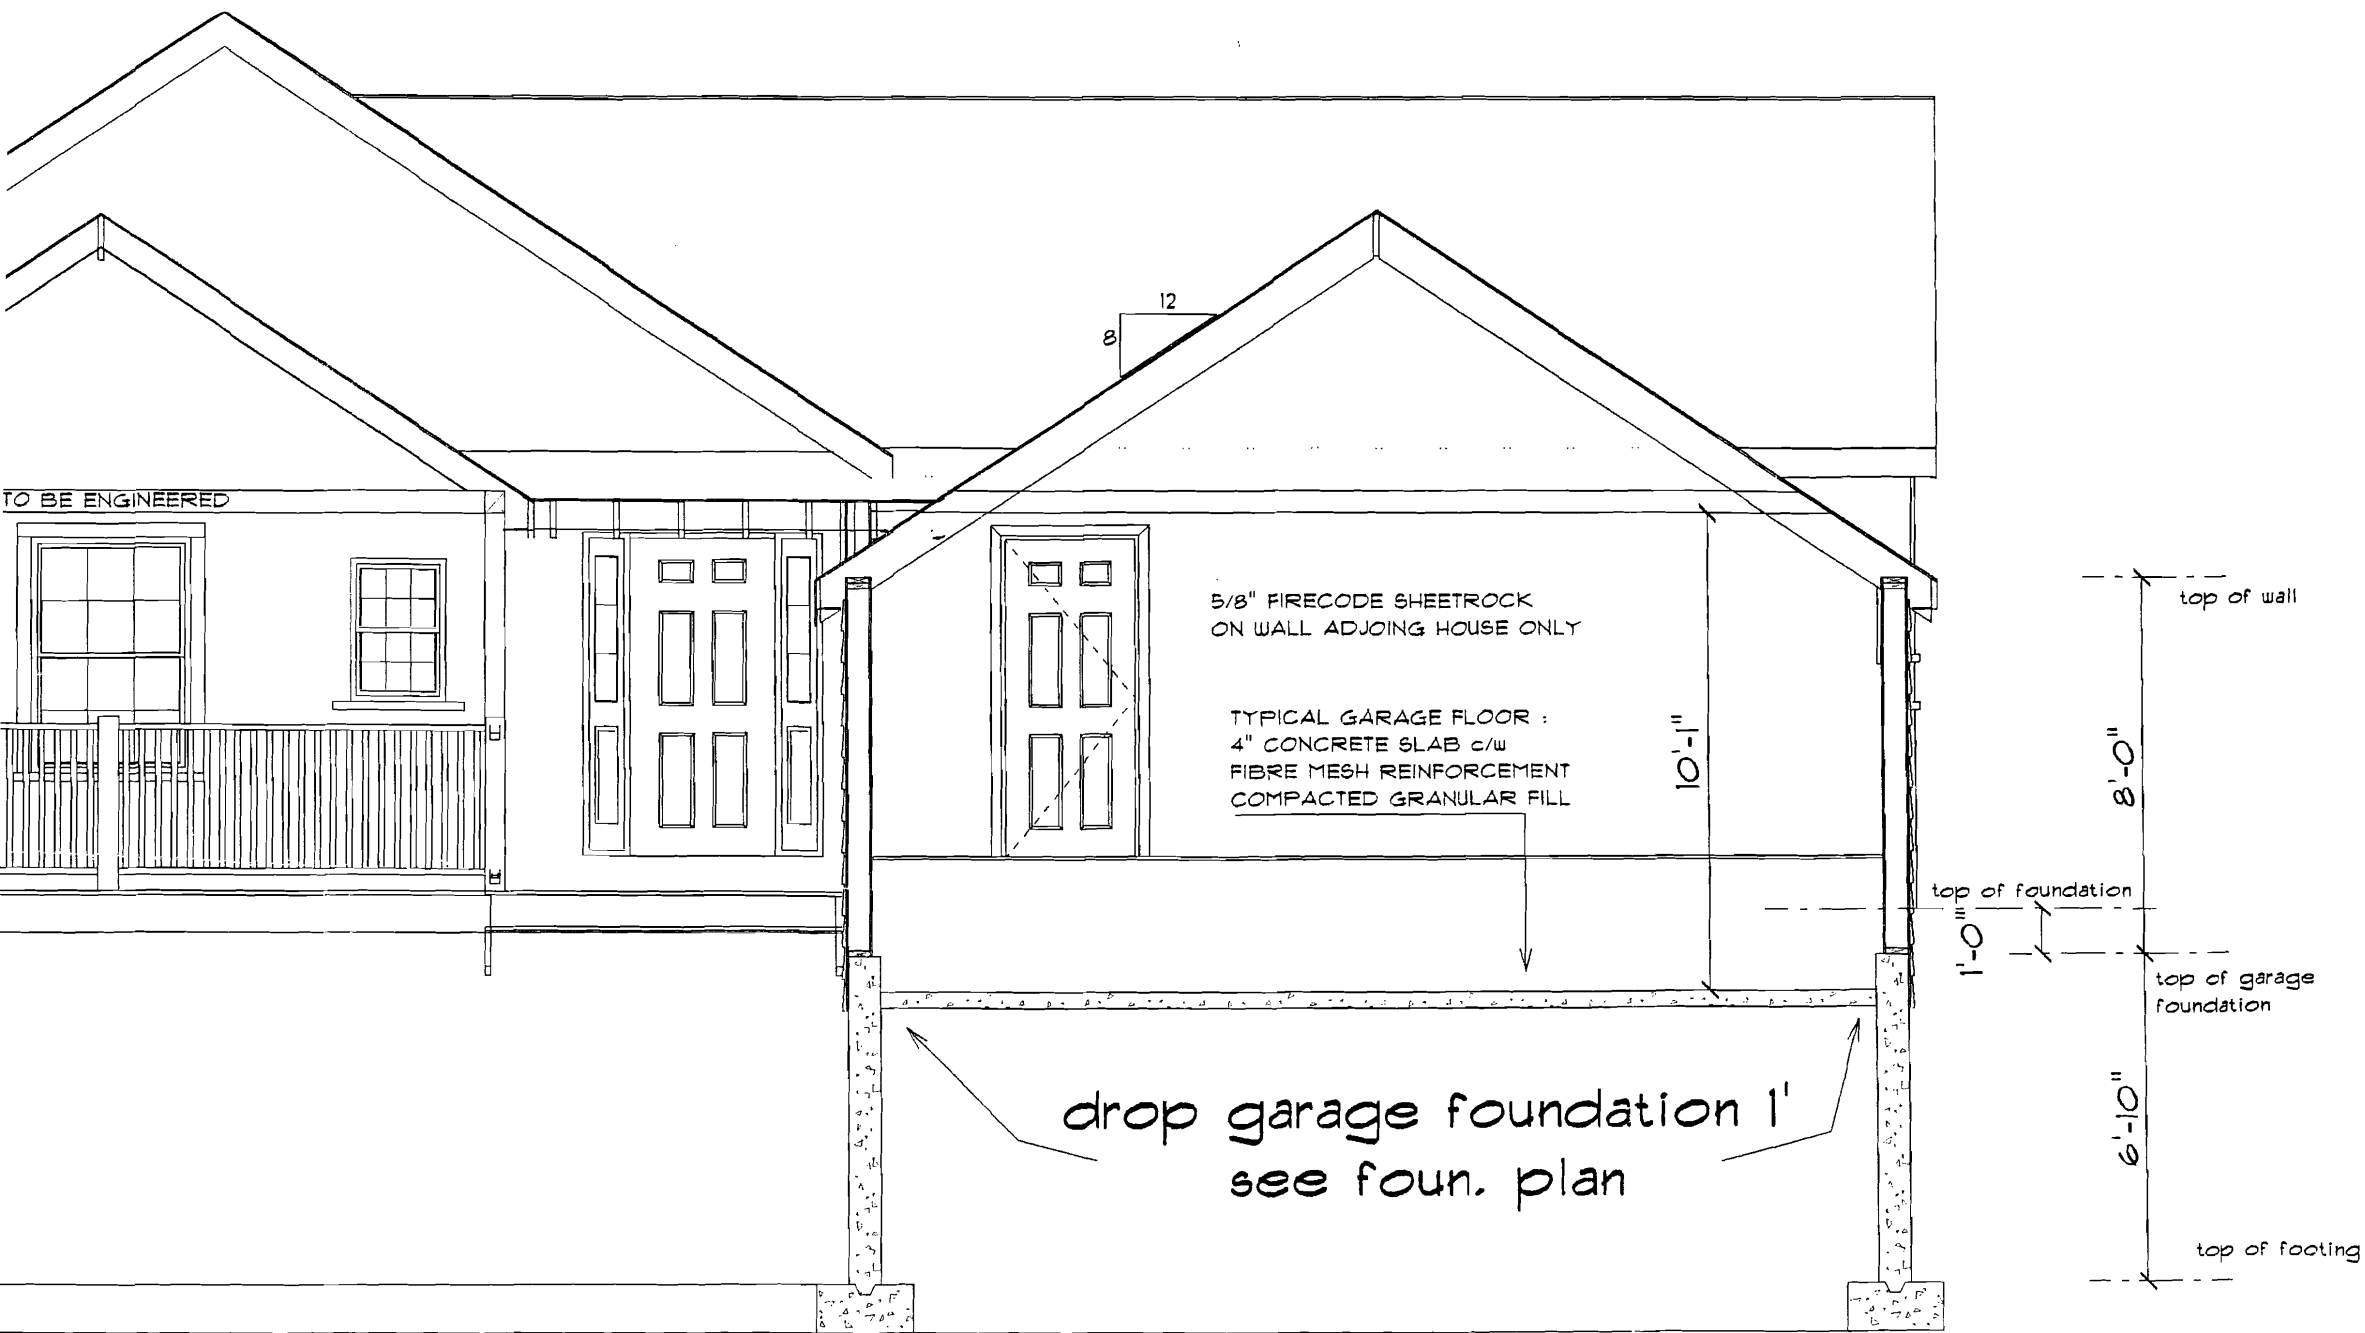 12
8
TO BE ENGINEERED
5/8" FIRECODE SHEETROCK
ON WALL ADJOING HOUSE ONLY
top of wall
TYPICAL GARAGE FLOOR :
4" CONCRETE SLAB c/w
FIBRE MESH REINFORCEMENT
COMPACTED GRANULAR FILL
10'-1"
8'-0"
top of foundation
1'-0"
top of garage
foundation
drop garage foundation 1'
see foun. plan
6'-10"
top of footing